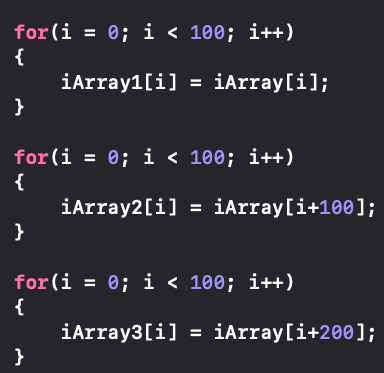 for(i = 0; i < 100; i++)
{
    iArray1[i] = iArray[i];
}

for(i = 0; i < 100; i++)
{
    iArray2[i] = iArray[i+100];
}

for(i = 0; i < 100; i++)
{
    iArray3[i] = iArray[i+200];
}